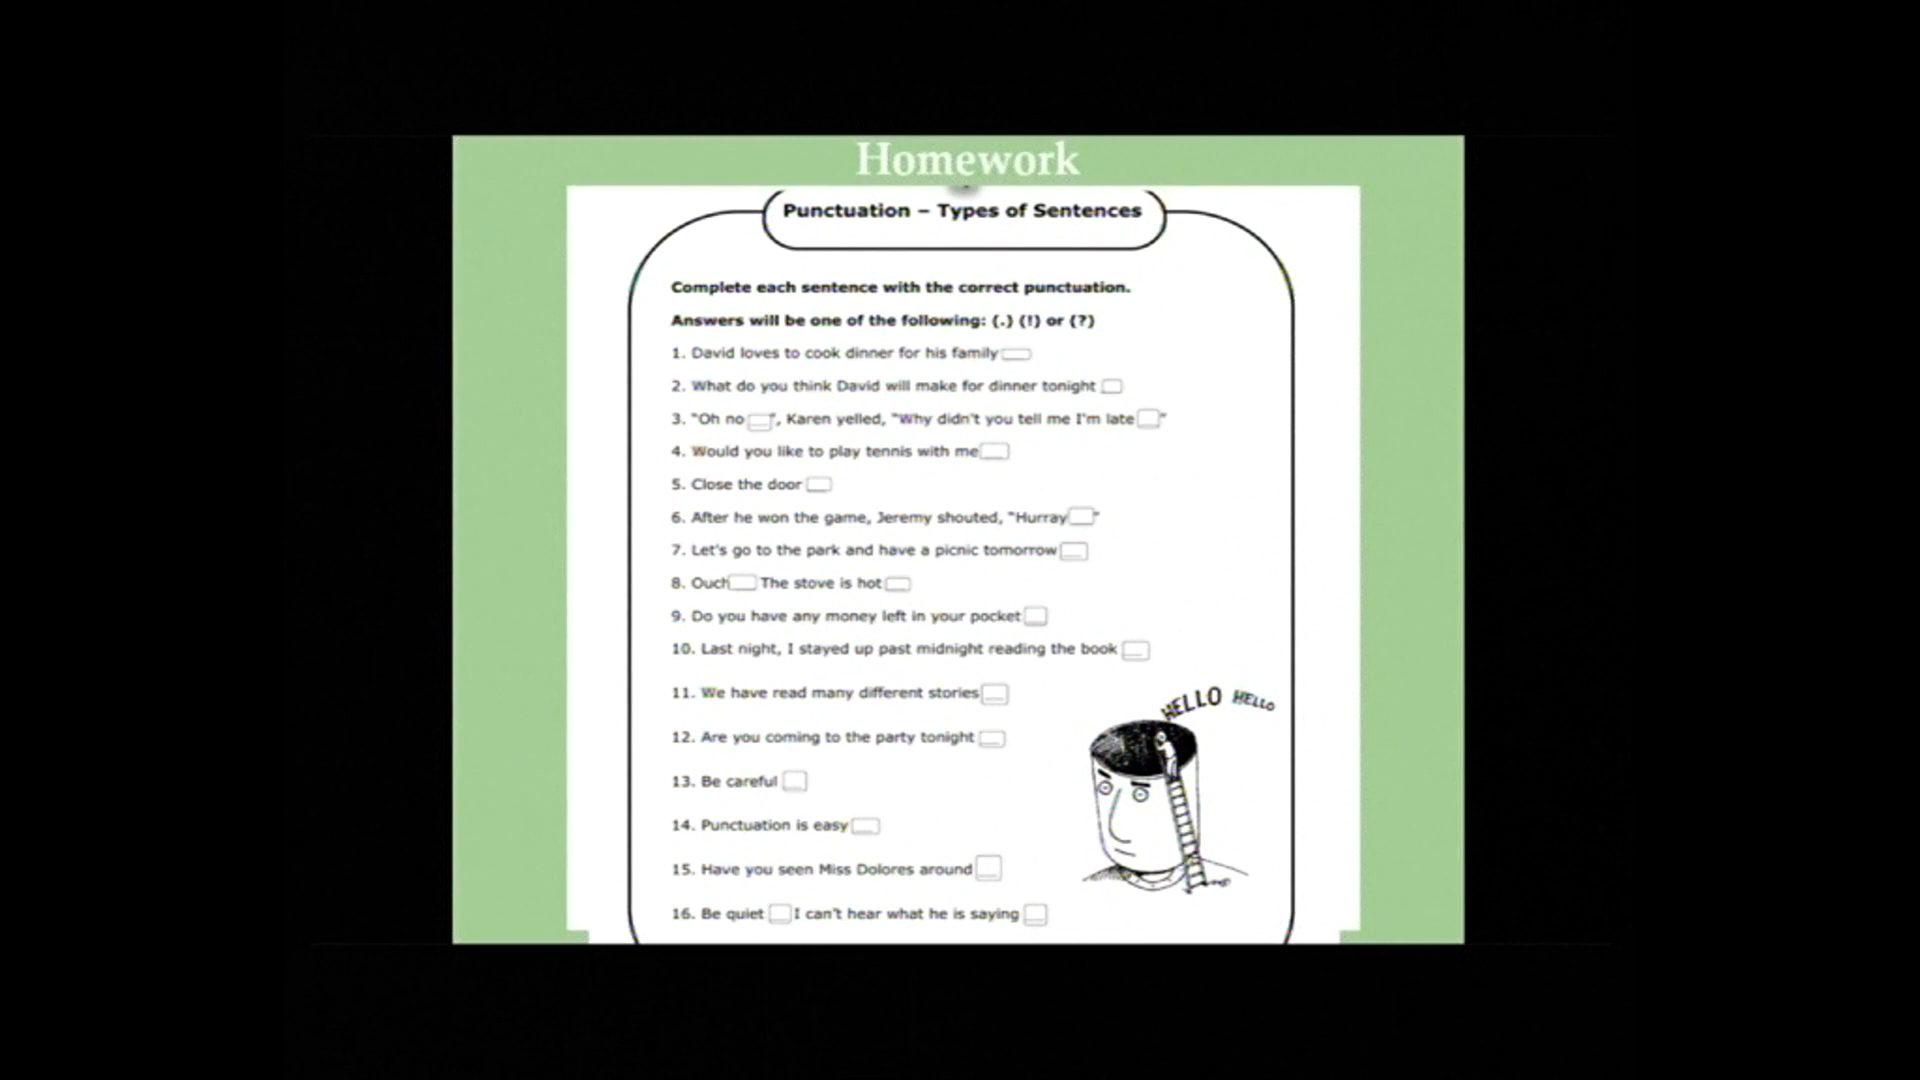 Homework
Punctuation – Types of Sentences
Complete each sentence with the correct punctuation.
Answers will be one of the following: (.) (!) or (?)
1. David loves to cook dinner for his family
2. What do you think David will make for dinner tonight
3. "Oh no ", Karen yelled, "Why didn't you tell me I'm late "
4. Would you like to play tennis with me
5. Close the door
6. After he won the game, Jeremy shouted, "Hurray "
7. Let's go to the park and have a picnic tomorrow
8. Ouch The stove is hot
9. Do you have any money left in your pocket
10. Last night, I stayed up past midnight reading the book
11. We have read many different stories
HELLO HELLO
12. Are you coming to the party tonight
13. Be careful
14. Punctuation is easy
15. Have you seen Miss Dolores around
16. Be quiet I can't hear what he is saying